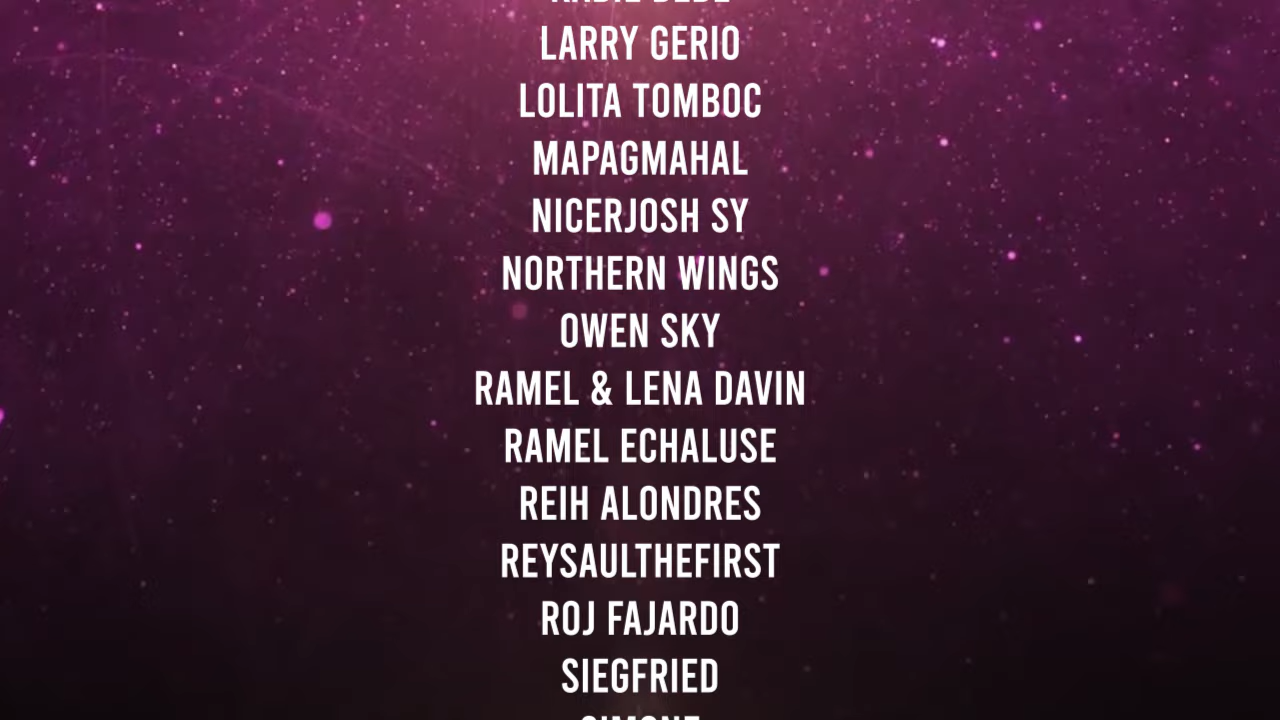 LARRY GERIO
LOLITA TOMBOC
MAPAGMAHAL
NICERJOSH SY
NORTHERN WINGS
OWEN SKY
RAMEL & LENA DAVIN
RAMEL ECHALUSE
REIH ALONDRES
REYSAULTHEFIRST
ROJ FAJARDO
SIEGFRIED